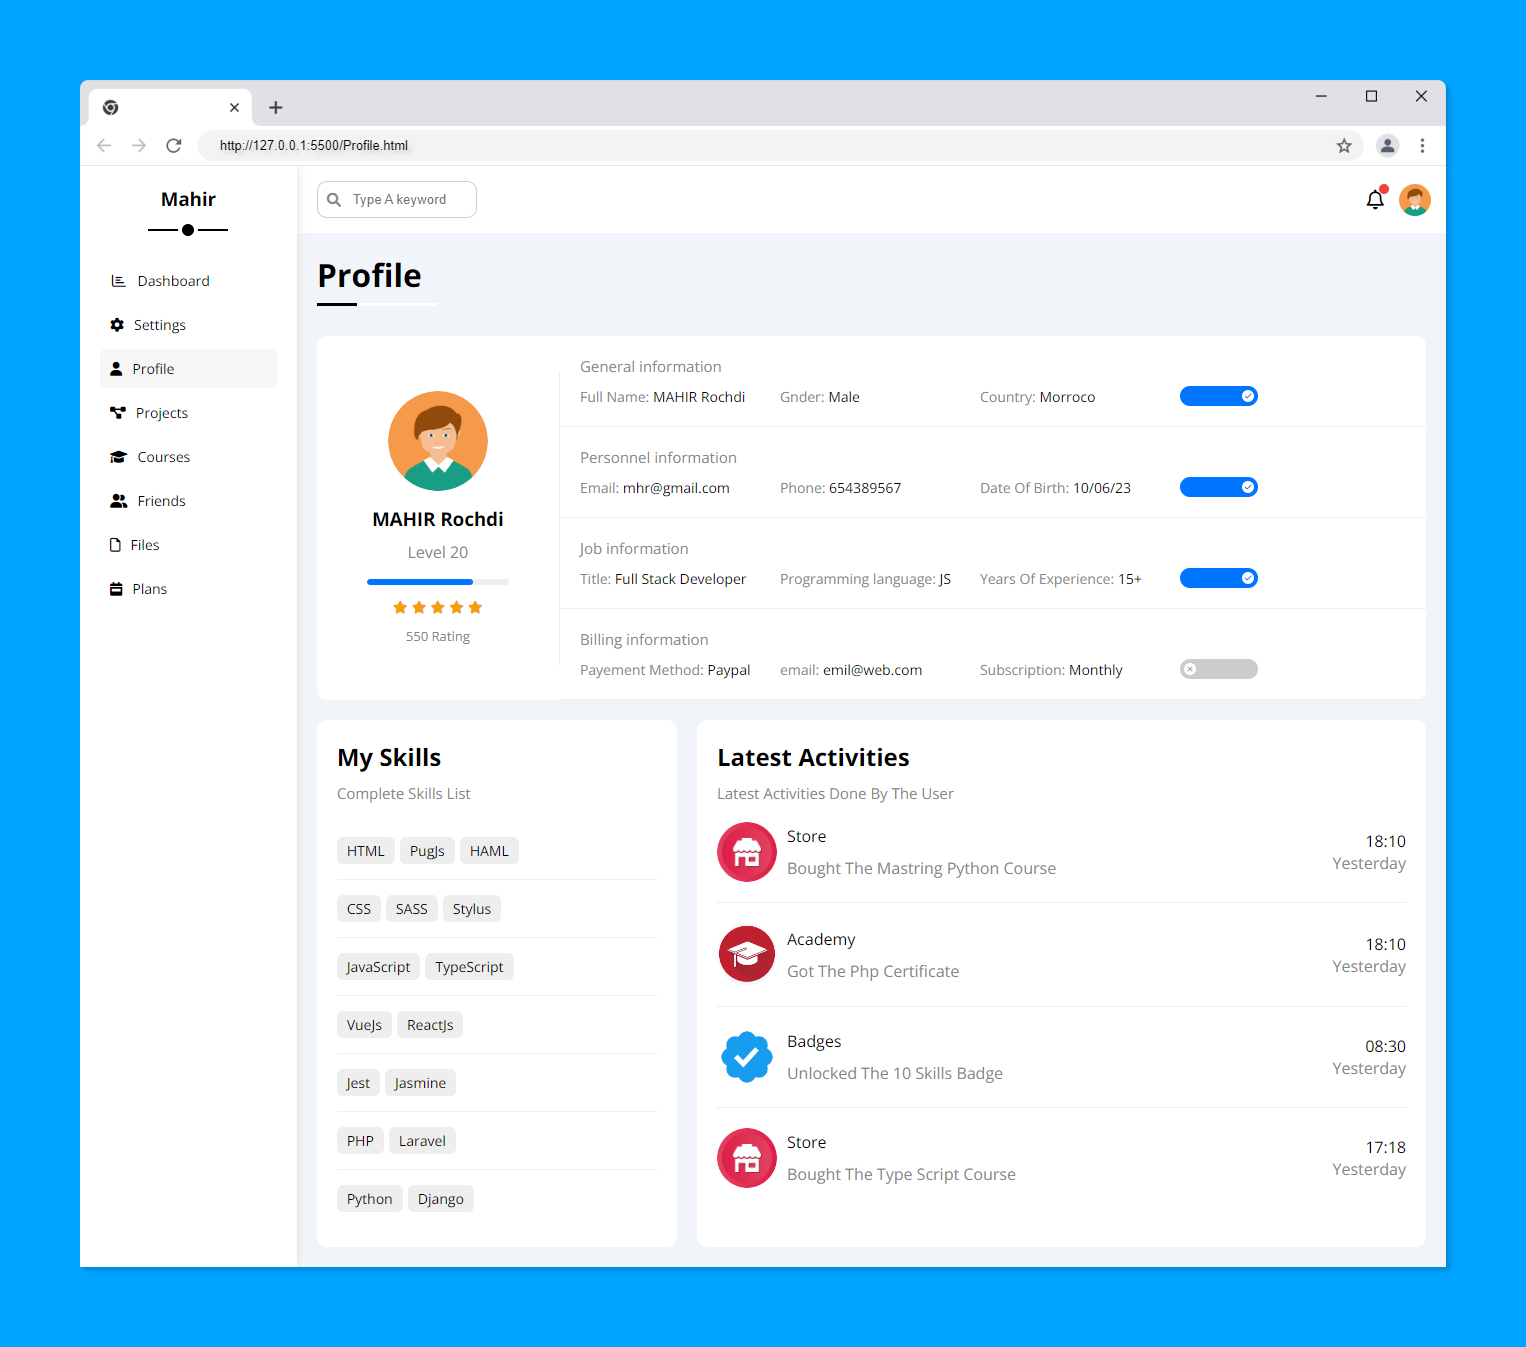 http://127.0.0.1:5500/Profile.html
Mahir
Type A keyword
Dashboard
Settings
Profile
Projects
Courses
Friends
Files
Plans
Profile
MAHIR Rochdi
Level 20
550 Rating
General information
Full Name: MAHIR Rochdi Gnder: Male Country: Morroco
Personnel information
Email: mhr@gmail.com Phone: 654389567 Date Of Birth: 10/06/23
Job information
Title: Full Stack Developer Programming language: JS Years Of Experience: 15+
Billing information
Payement Method: Paypal email: emil@web.com Subscription: Monthly
My Skills
Complete Skills List
HTML PugJs HAML
CSS SASS Stylus
JavaScript TypeScript
VueJs ReactJs
Jest Jasmine
PHP Laravel
Python Django
Latest Activities
Latest Activities Done By The User
Store
Bought The Mastring Python Course
18:10
Yesterday
Academy
Got The Php Certificate
18:10
Yesterday
Badges
Unlocked The 10 Skills Badge
08:30
Yesterday
Store
Bought The Type Script Course
17:18
Yesterday